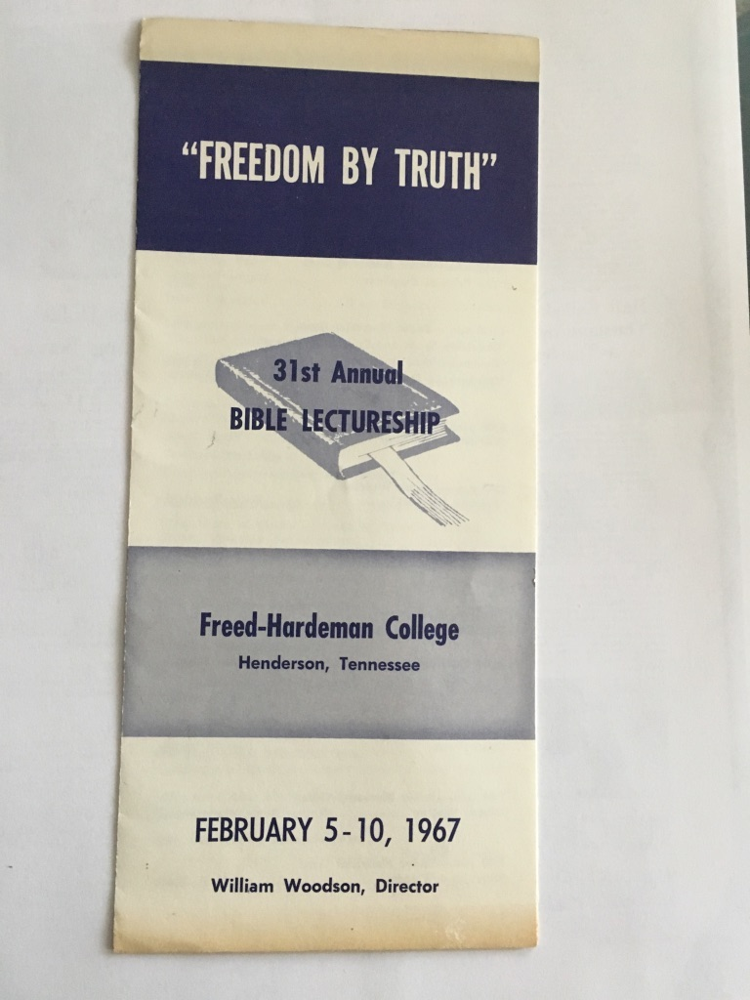 “FREEDOM BY TRUTH”
31st Annual
BIBLE LECTURESHIP
Freed-Hardeman College
Henderson, Tennessee
FEBRUARY 5-10, 1967
William Woodson, Director